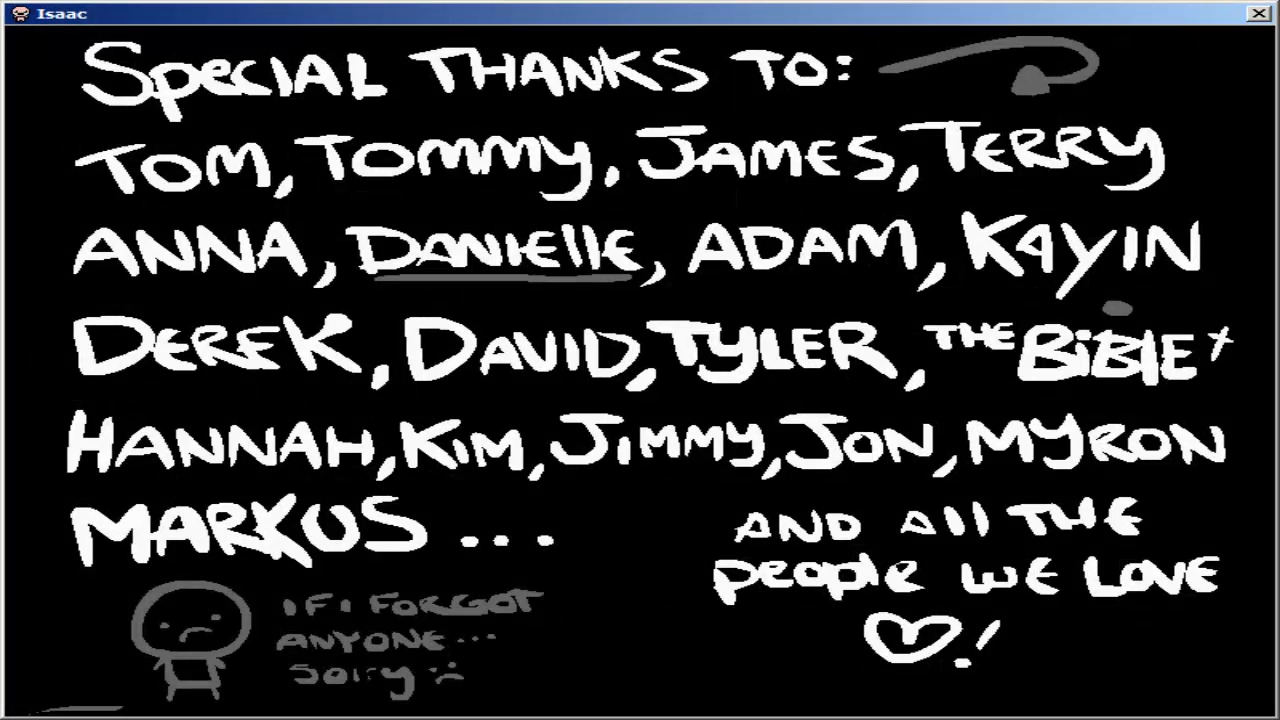 Isaac
SPECIAL THANKS TO:
TOM, TOMMY, JAMES, TERRY
ANNA, DANIELLE, ADAM, KAYIN
DEREK, DAVID, TYLER, THE BIBLE +
HANNAH, KIM, JIMMY, JON, MYRON
MARKUS...
AND All THE
people WE LOVE
♡!
IF I FORGOT
ANYONE...
SORRY :(